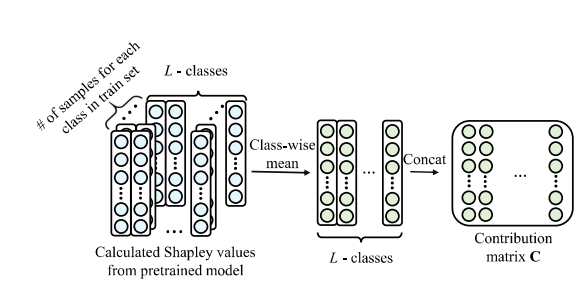 # of samples for each
class in train set
L - classes
Class-wise
mean
...
Concat
...
...
Calculated Shapley values
from pretrained model
L - classes
Contribution
matrix C